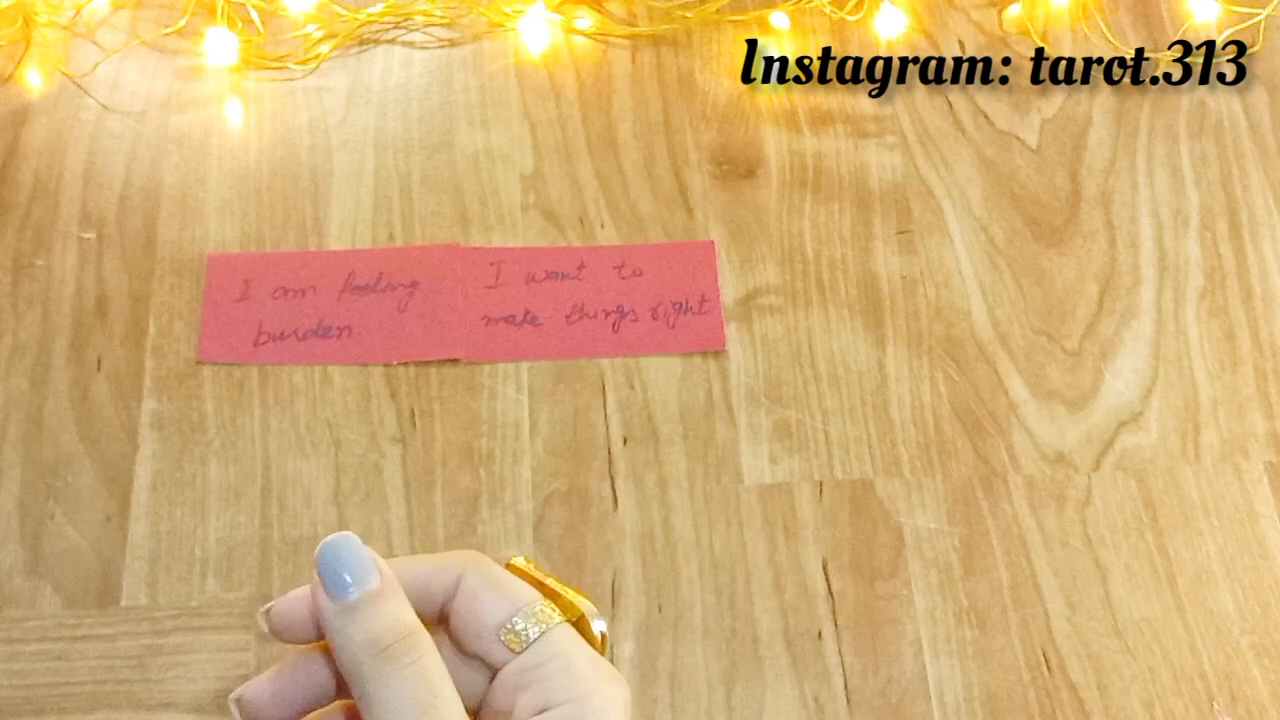 Instagram: tarot.313
I am feeling
burden.
I want to
make things right